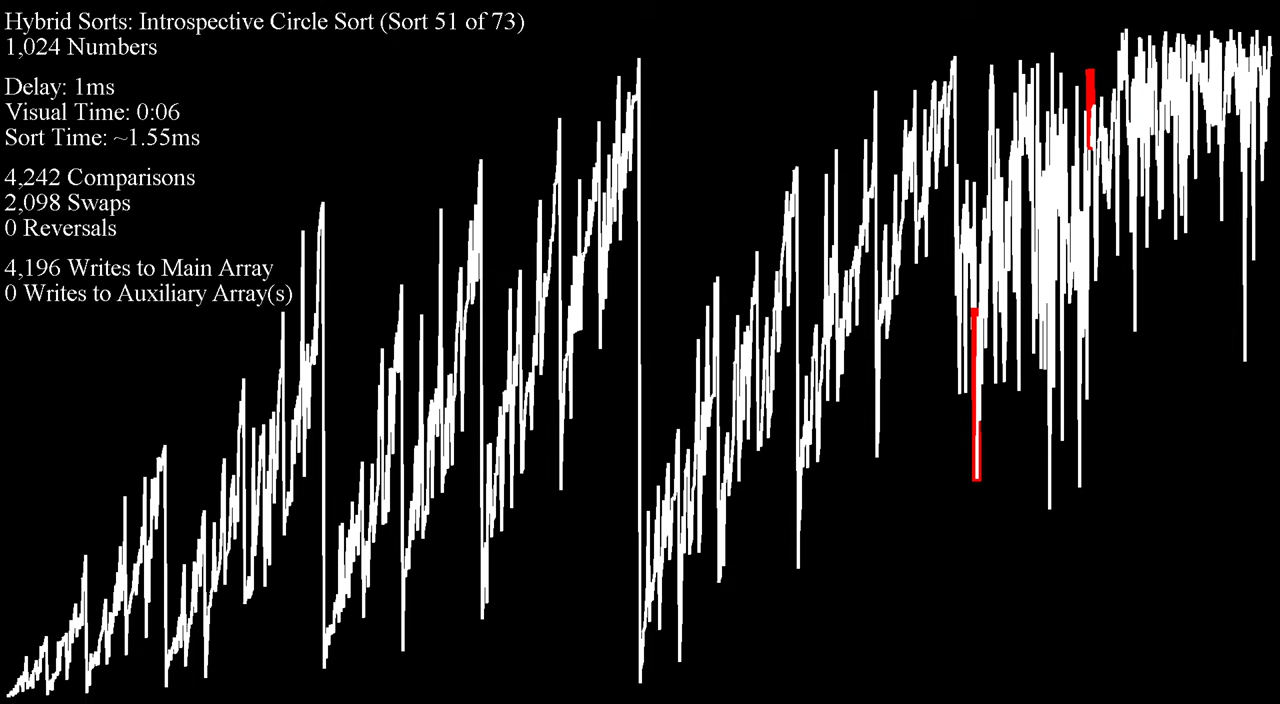 Hybrid Sorts: Introspective Circle Sort (Sort 51 of 73)
1,024 Numbers
Delay: 1ms
Visual Time: 0:06
Sort Time: ~1.55ms
4,242 Comparisons
2,098 Swaps
0 Reversals
4,196 Writes to Main Array
0 Writes to Auxiliary Array(s)